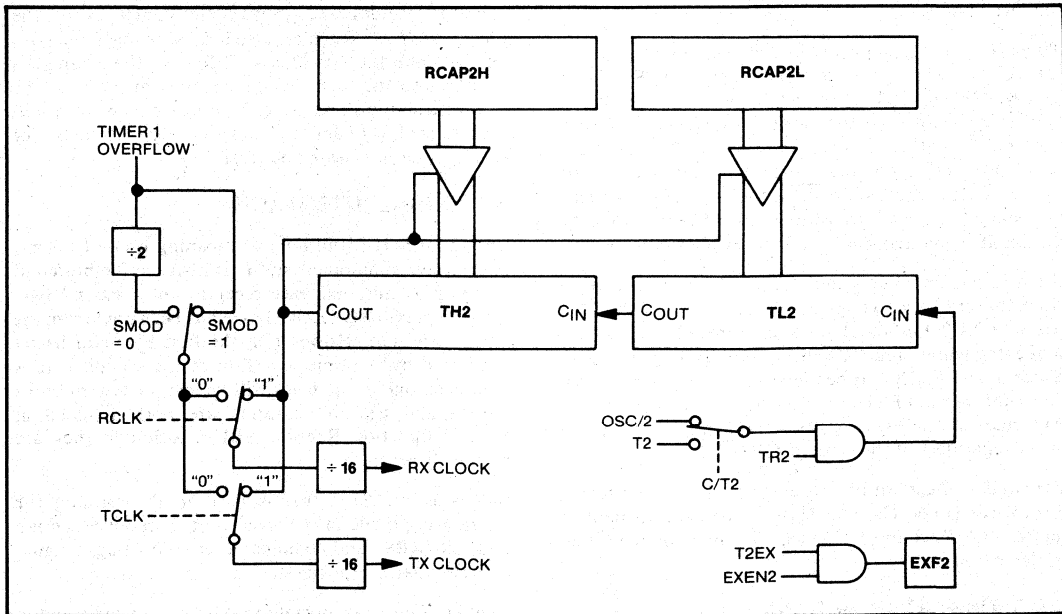 RCAP2H
RCAP2L
TIMER 1
OVERFLOW
÷2
SMOD
= 0
SMOD
= 1
COUT
TH2
CIN
COUT
TL2
CIN
"0"
"1"
RCLK
÷ 16
RX CLOCK
"0"
"1"
TCLK
÷ 16
TX CLOCK
OSC/2
T2
TR2
C/T2
T2EX
EXEN2
EXF2